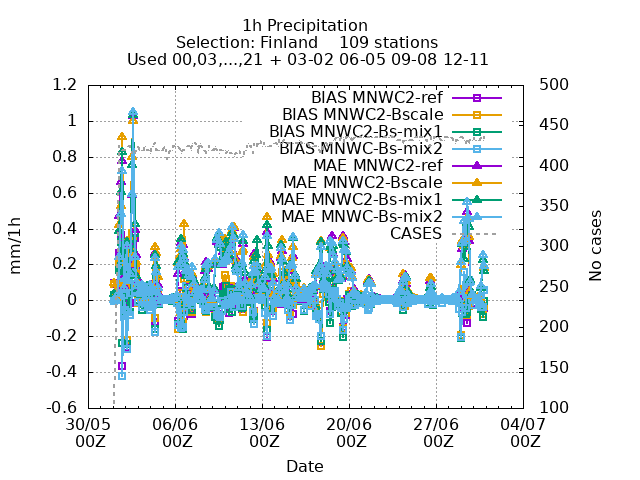 1h Precipitation
Selection: Finland    109 stations
Used 00,03,...,21 + 03-02 06-05 09-08 12-11
1.2
1
0.8
0.6
0.4
0.2
0
-0.2
-0.4
-0.6
mm/1h
500
450
400
350
300
250
200
150
100
No cases
BIAS MNWC2-ref
BIAS MNWC2-Bscale
BIAS MNWC2-Bs-mix1
BIAS MNWC-Bs-mix2
MAE MNWC2-ref
MAE MNWC2-Bscale
MAE MNWC2-Bs-mix1
MAE MNWC-Bs-mix2
CASES
30/05 06/06 13/06 20/06 27/06 04/07
00Z 00Z 00Z 00Z 00Z 00Z
Date